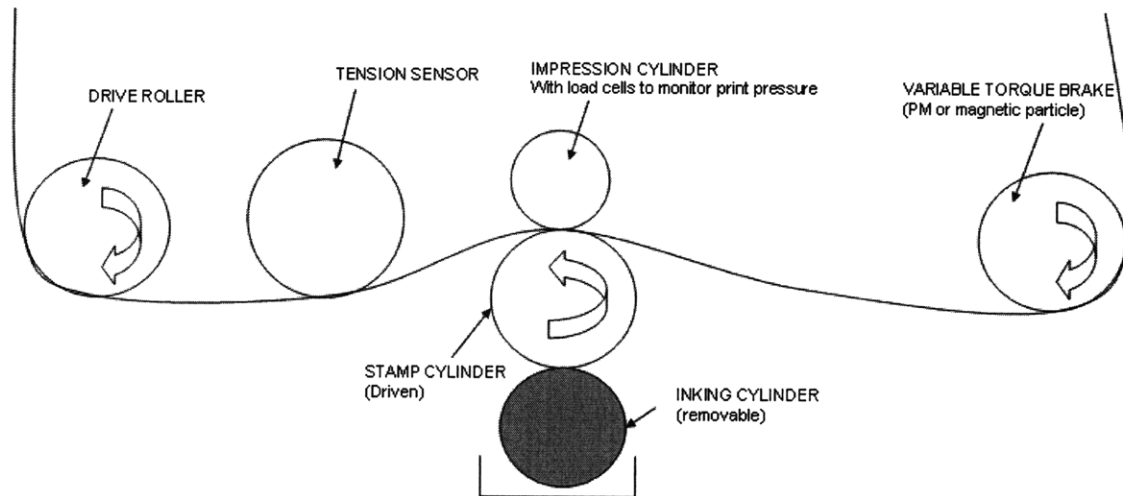 TENSION SENSOR
IMPRESSION CYLINDER
With load cells to monitor print pressure
DRIVE ROLLER
VARIABLE TORQUE BRAKE
(PM or magnetic particle)
STAMP CYLINDER
(Driven)
INKING CYLINDER
(removable)